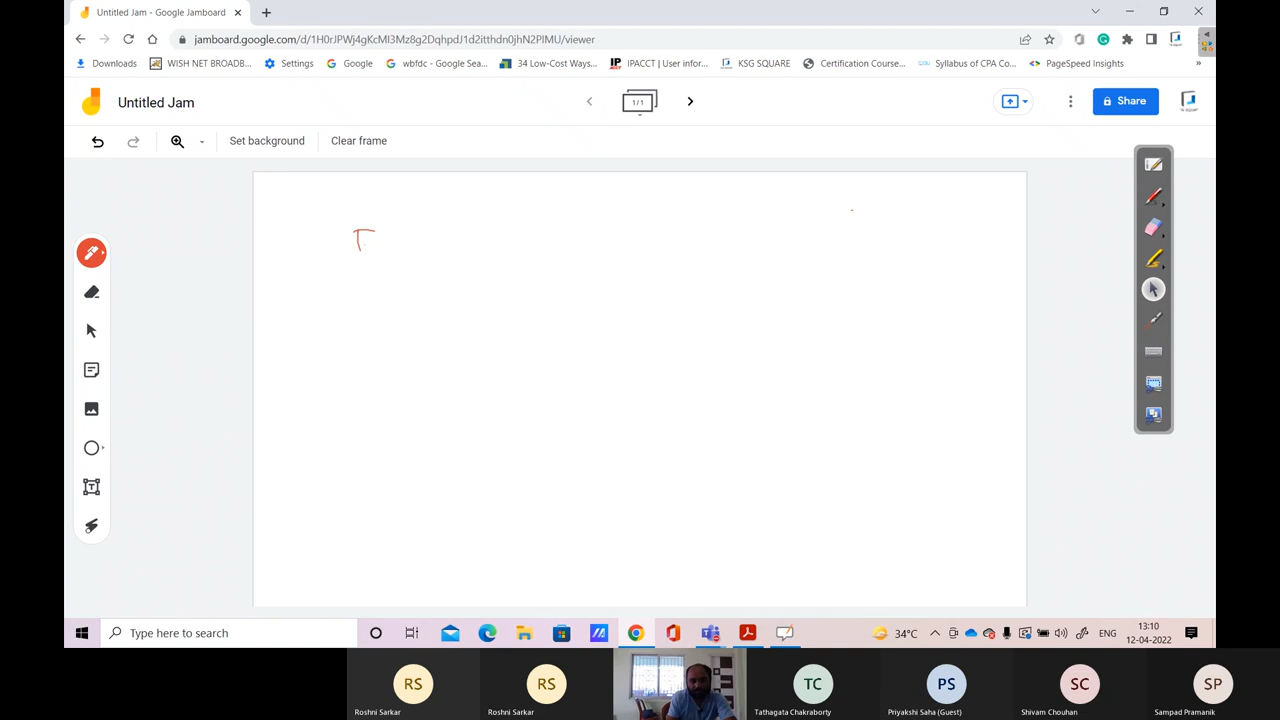 Untitled Jam - Google Jamboard
jamboard.google.com/d/1H0rJPWj4gKcMI3Mz8g2DqhpdJ1d2itthdn0jhN2PIMU/viewer
Downloads
WISH NET BROADB...
Settings
Google
wbfdc - Google Sea...
34 Low-Cost Ways...
IPACCT | User infor...
KSG SQUARE
Certification Course...
Syllabus of CPA Co...
PageSpeed Insights
»
Untitled Jam
1/1
Share
Set background
Clear frame
T
Type here to search
34°C
ENG
13:10
12-04-2022
RS
RS
TC
PS
SC
SP
Roshni Sarkar
Roshni Sarkar
Tathagata Chakraborty
Priyakshi Saha (Guest)
Shivam Chouhan
Sampad Pramanik